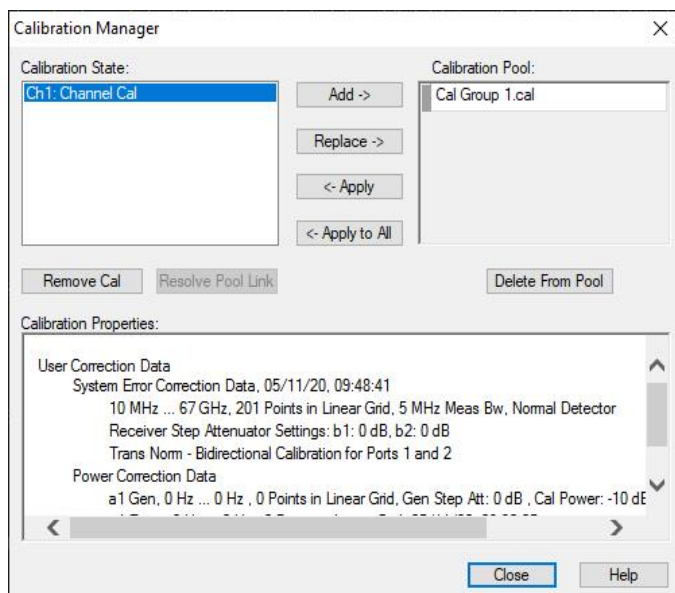 Calibration Manager
Calibration State:
Ch1: Channel Cal
Add ->
Replace ->
<- Apply
<- Apply to All
Calibration Pool:
Cal Group 1.cal
Remove Cal
Resolve Pool Link
Delete From Pool
Calibration Properties:
User Correction Data
System Error Correction Data, 05/11/20, 09:48:41
10 MHz ... 67 GHz, 201 Points in Linear Grid, 5 MHz Meas Bw, Normal Detector
Receiver Step Attenuator Settings: b1: 0 dB, b2: 0 dB
Trans Norm - Bidirectional Calibration for Ports 1 and 2
Power Correction Data
a1 Gen, 0 Hz ... 0 Hz , 0 Points in Linear Grid, Gen Step Att: 0 dB , Cal Power: -10 dB
Close
Help